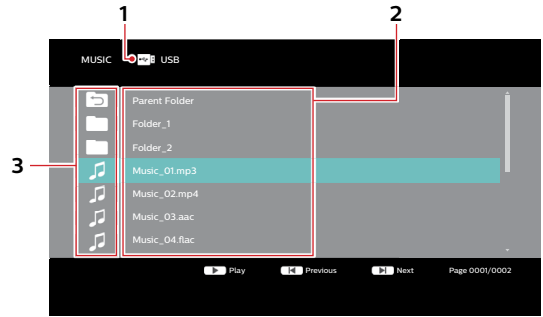 1
2
MUSIC USB
Parent Folder
Folder_1
Folder_2
3
Music_01.mp3
Music_02.mp4
Music_03.aac
Music_04.flac
Play Previous Next Page 0001/0002